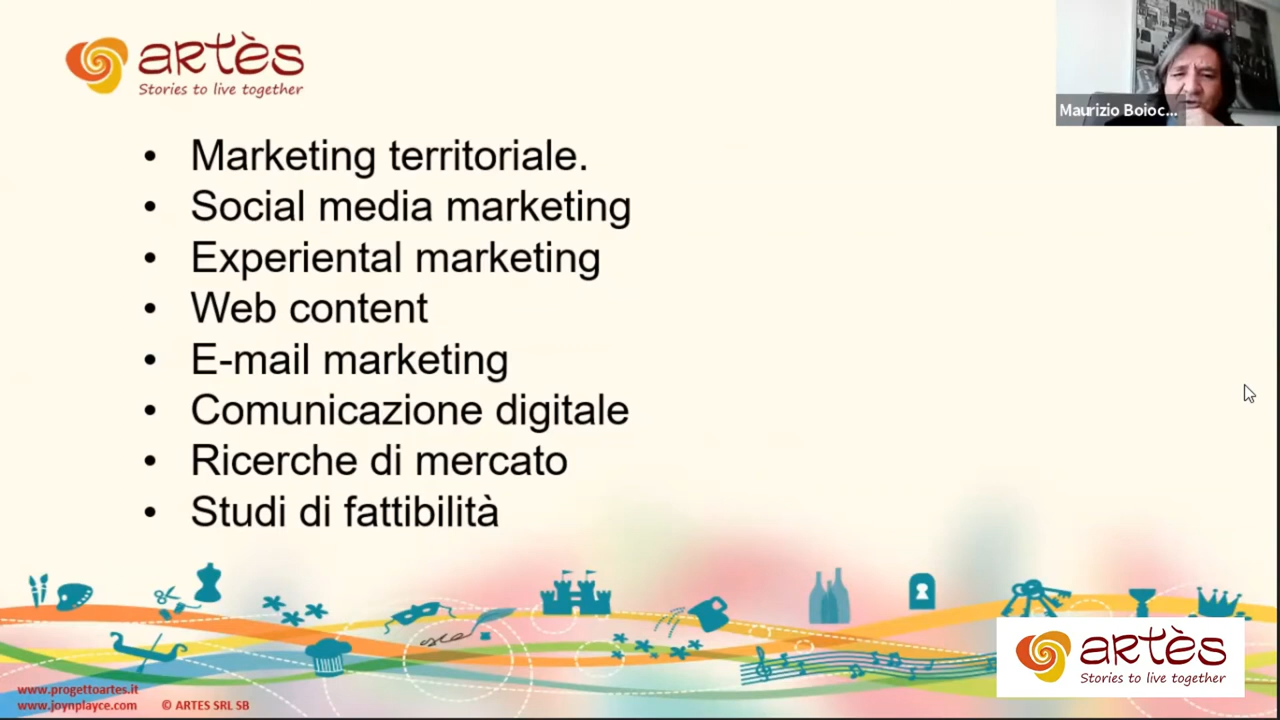 artès
Stories to live together
Maurizio Boioc...
• Marketing territoriale.
• Social media marketing
• Experiental marketing
• Web content
• E-mail marketing
• Comunicazione digitale
• Ricerche di mercato
• Studi di fattibilità
artès
Stories to live together
www.progettoartes.it
www.joynplayce.com © ARTES SRL SB